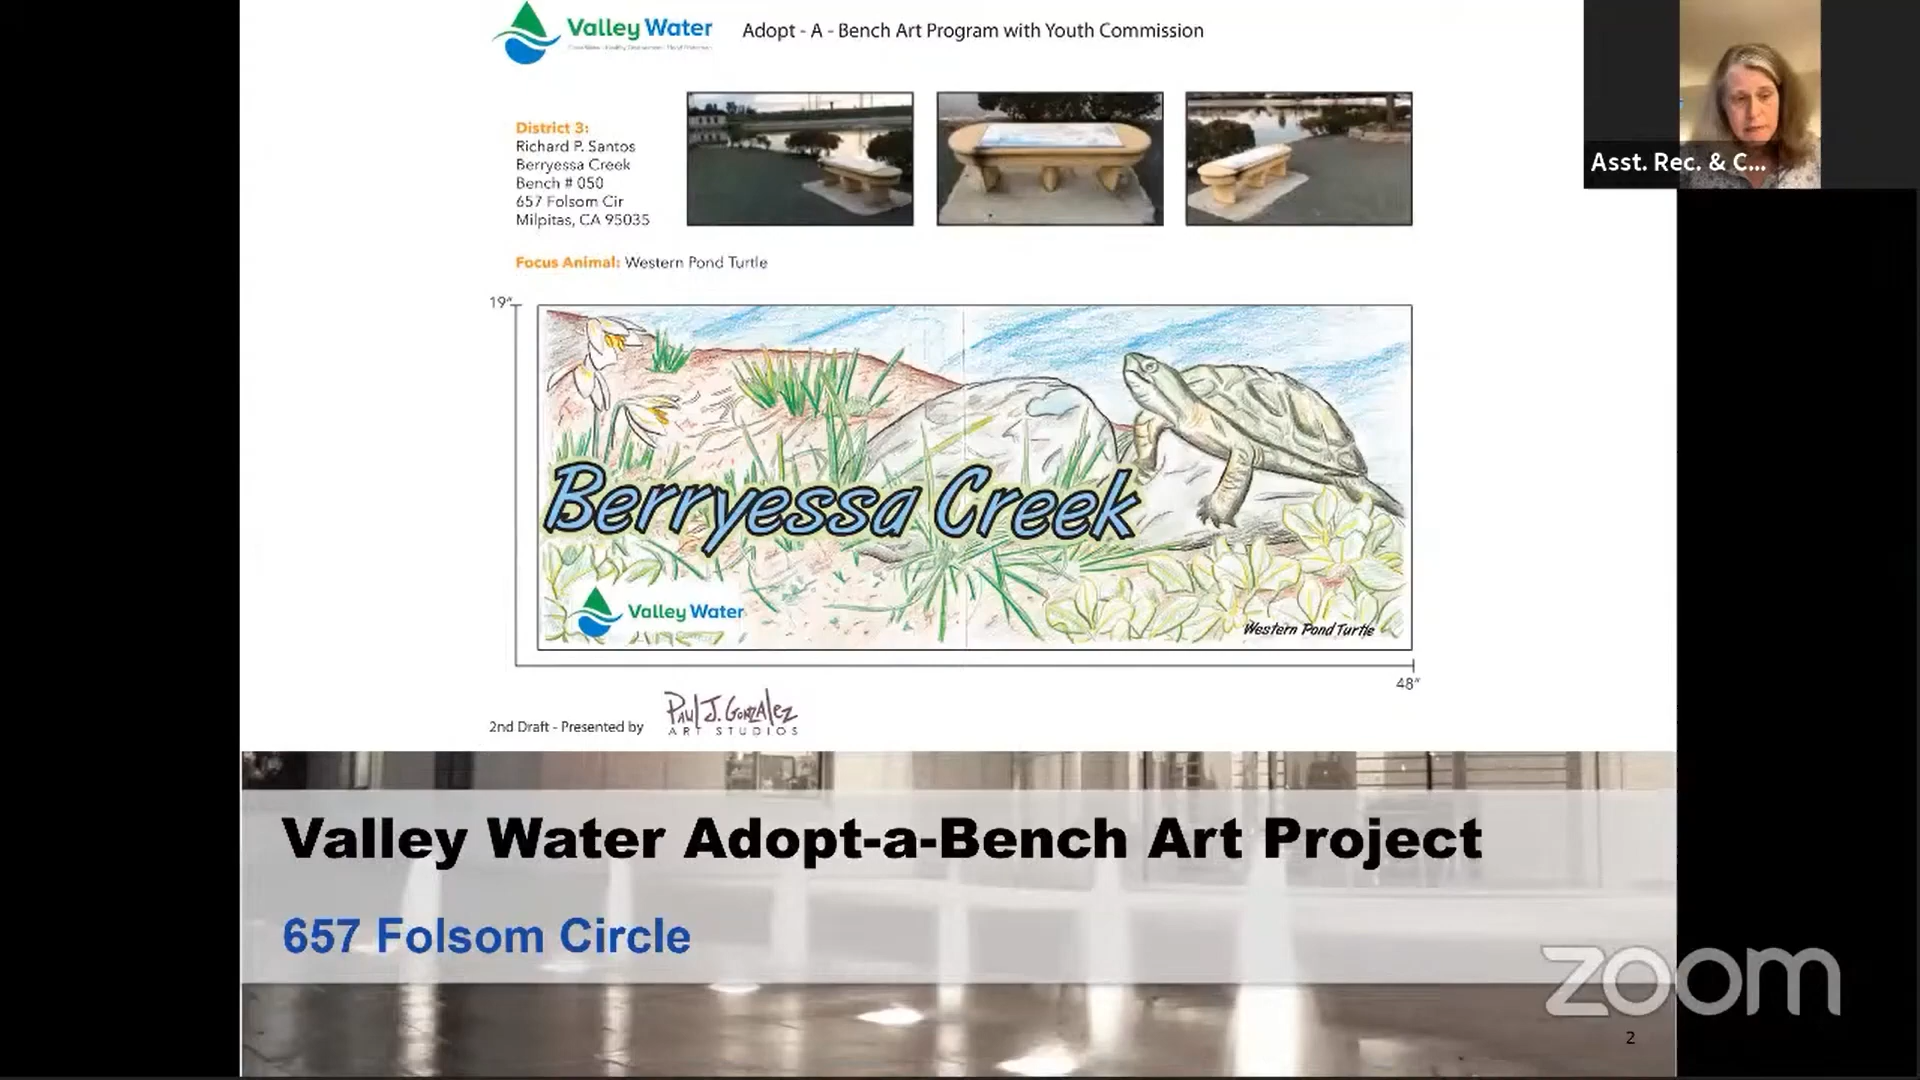 Valley Water
Adopt - A - Bench Art Program with Youth Commission
Asst. Rec. & C...
District 3:
Richard P. Santos
Berryessa Creek
Bench # 050
657 Folsom Cir
Milpitas, CA 95035
Focus Animal: Western Pond Turtle
19"
Berryessa Creek
Valley Water
Western Pond Turtle
48"
2nd Draft - Presented by
Paul J. Gonzalez
ART STUDIOS
Valley Water Adopt-a-Bench Art Project
657 Folsom Circle
zoom
2